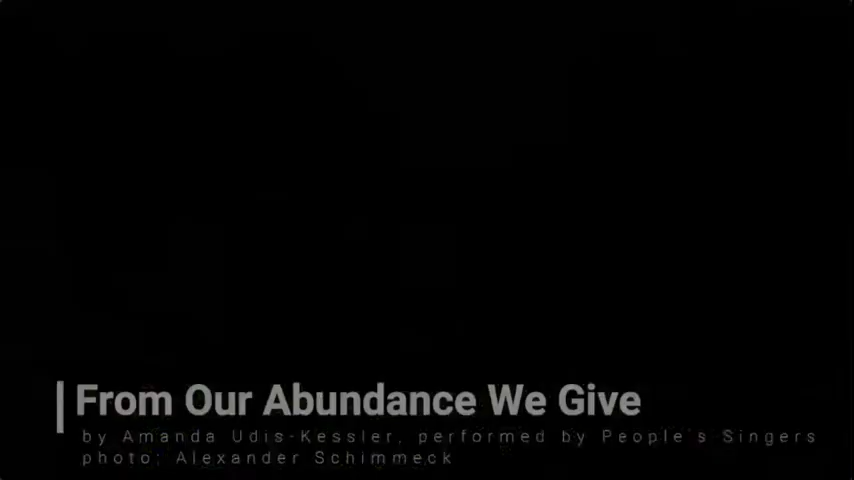 From Our Abundance We Give
by Amanda Udis-Kessler, performed by People's Singers
photo: Alexander Schimmeck